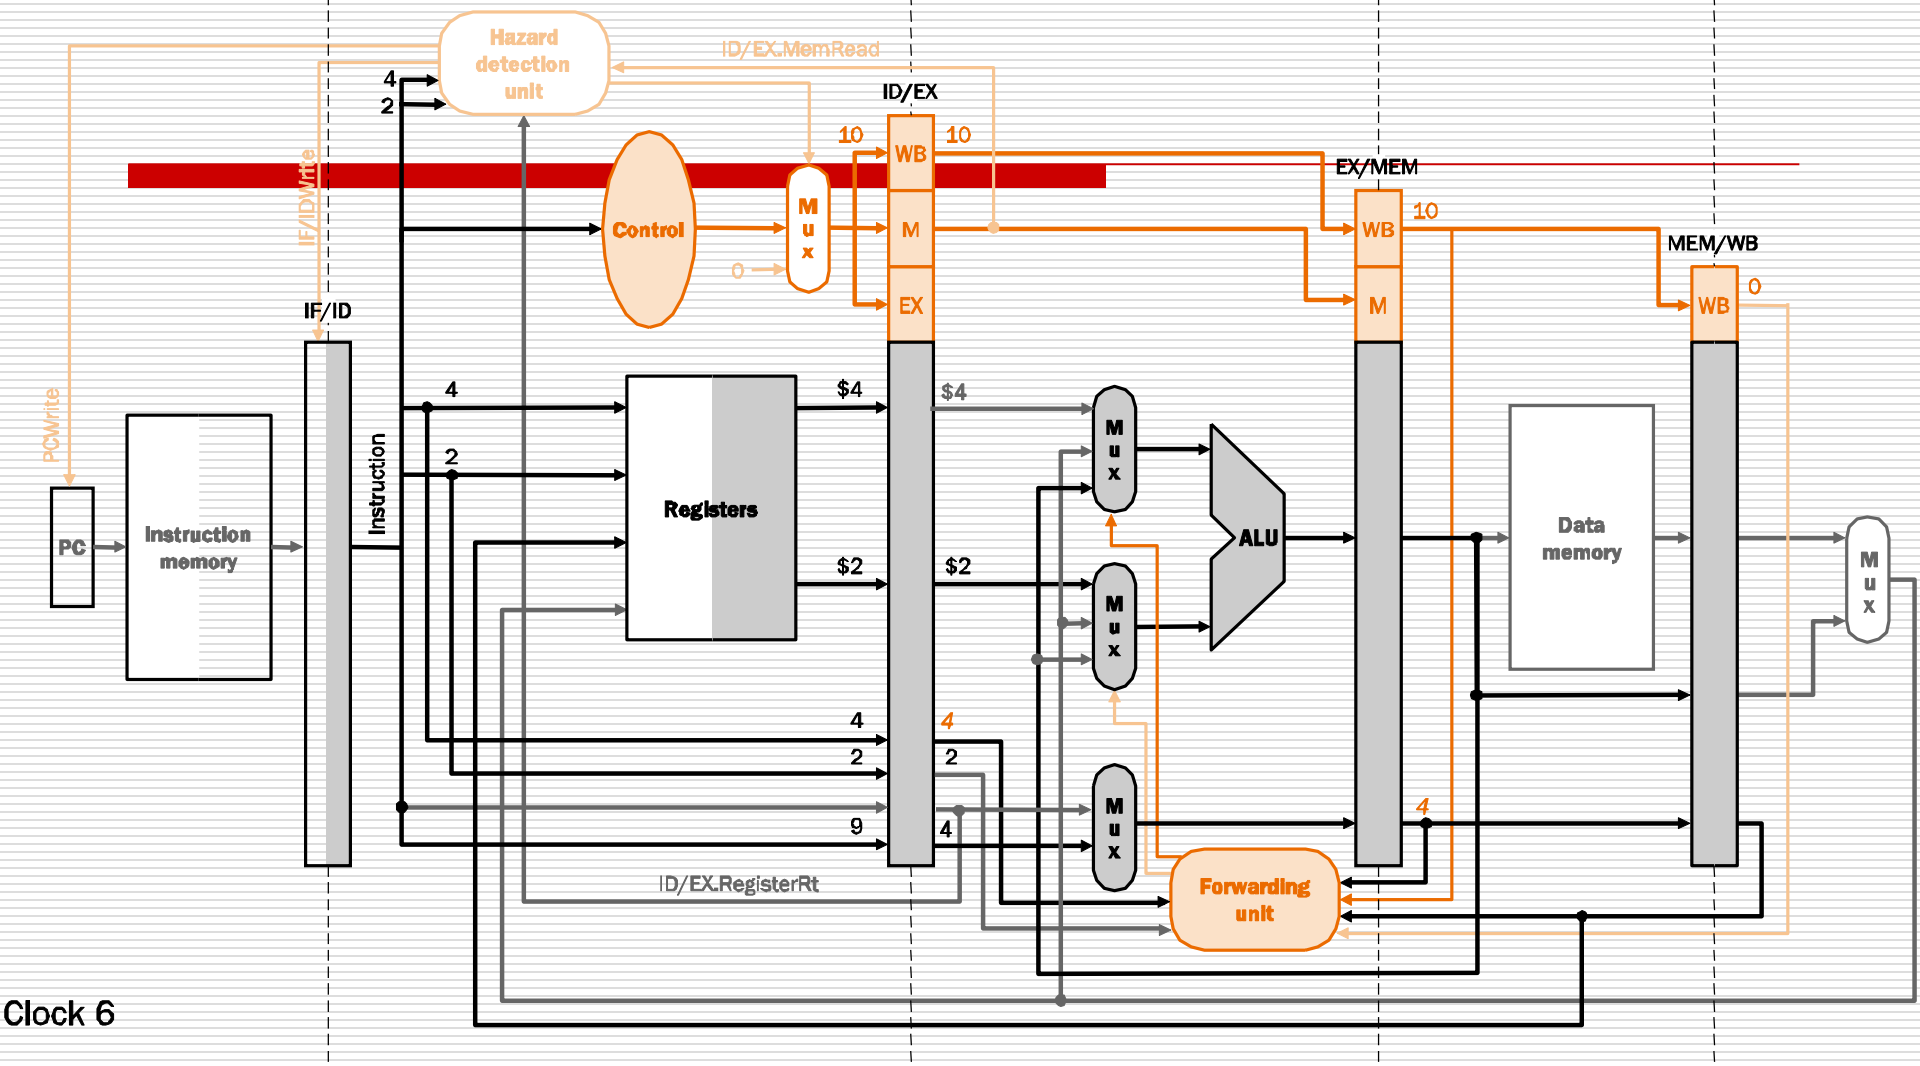 Hazard
detection
unit
ID/EX.MemRead
4
2
ID/EX
10
10
WB
IF/IDWrite
EX/MEM
M
u
x
Control
M
WB
10
0
MEM/WB
EX
M
WB
0
IF/ID
PCWrite
Instruction
4
$4
$4
M
u
x
2
Registers
PC
Instruction
memory
ALU
Data
memory
M
u
x
$2
$2
M
u
x
4
4
2
2
9
4
M
u
x
4
ID/EX.RegisterRt
Forwarding
unit
Clock 6